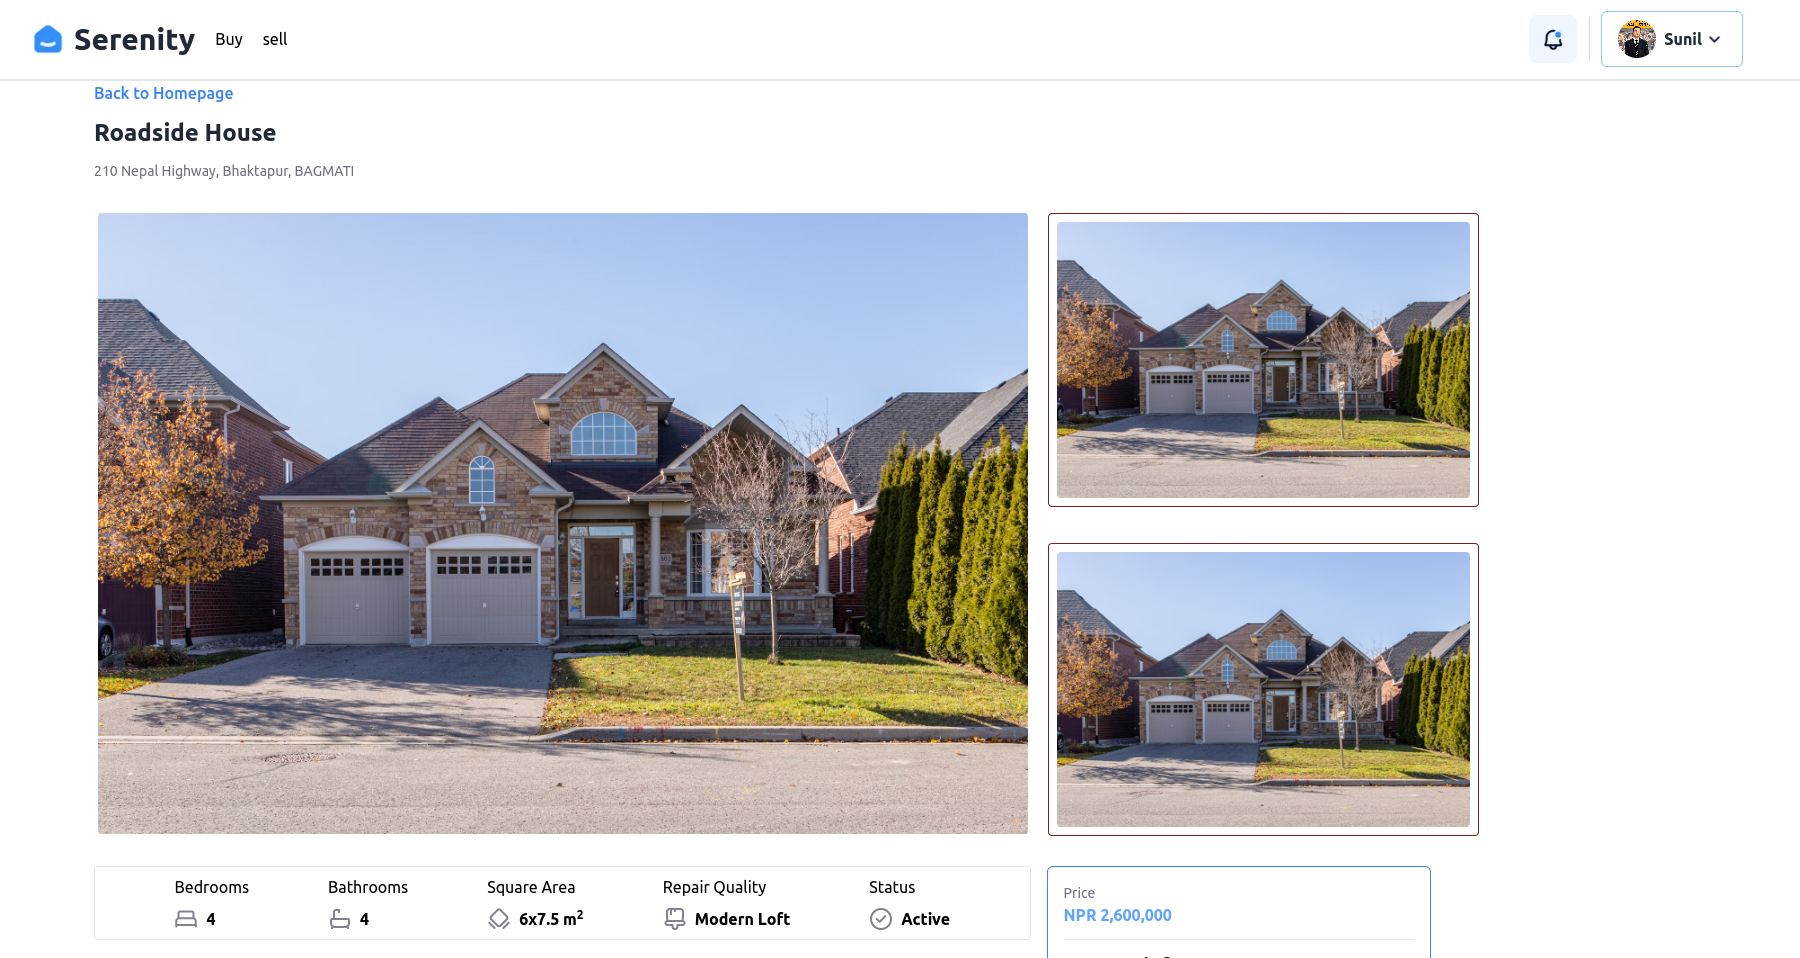 Serenity
Buy
sell
Sunil
Back to Homepage
Roadside House
210 Nepal Highway, Bhaktapur, BAGMATI
Bedrooms
4
Bathrooms
4
Square Area
6x7.5 m²
Repair Quality
Modern Loft
Status
Active
Price
NPR 2,600,000